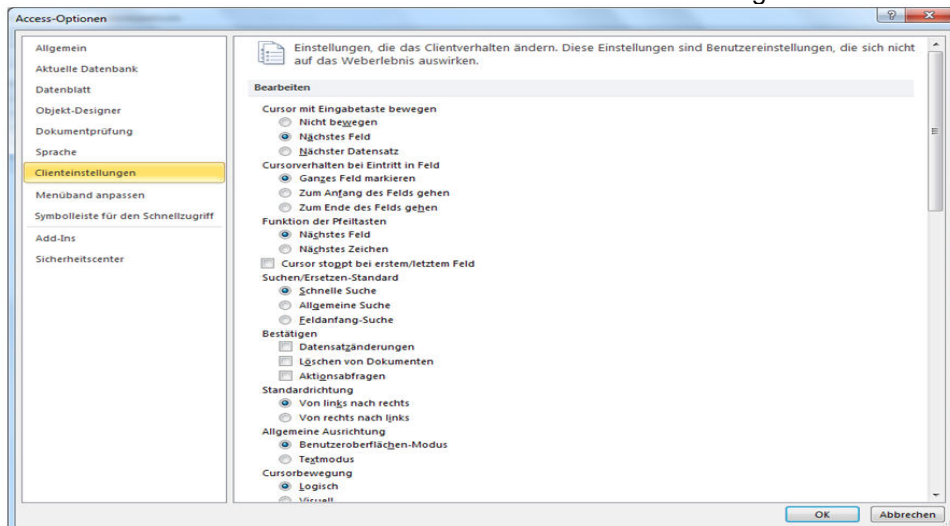 Access-Optionen
Allgemein
Aktuelle Datenbank
Datenblatt
Objekt-Designer
Dokumentprüfung
Sprache
Clienteinstellungen
Menüband anpassen
Symbolleiste für den Schnellzugriff
Add-Ins
Sicherheitscenter
Einstellungen, die das Clientverhalten ändern. Diese Einstellungen sind Benutzereinstellungen, die sich nicht
auf das Weberlebnis auswirken.
Bearbeiten
Cursor mit Eingabetaste bewegen
Nicht bewegen
Nächstes Feld
Nächster Datensatz
Cursorverhalten bei Eintritt in Feld
Ganzes Feld markieren
Zum Anfang des Felds gehen
Zum Ende des Felds gehen
Funktion der Pfeiltasten
Nächstes Feld
Nächstes Zeichen
Cursor stoppt bei erstem/letztem Feld
Suchen/Ersetzen-Standard
Schnelle Suche
Allgemeine Suche
Feldanfang-Suche
Bestätigen
Datensatzänderungen
Löschen von Dokumenten
Aktionsabfragen
Standardrichtung
Von links nach rechts
Von rechts nach links
Allgemeine Ausrichtung
Benutzeroberflächen-Modus
Textmodus
Cursorbewegung
Logisch
Visuell
OK Abbrechen